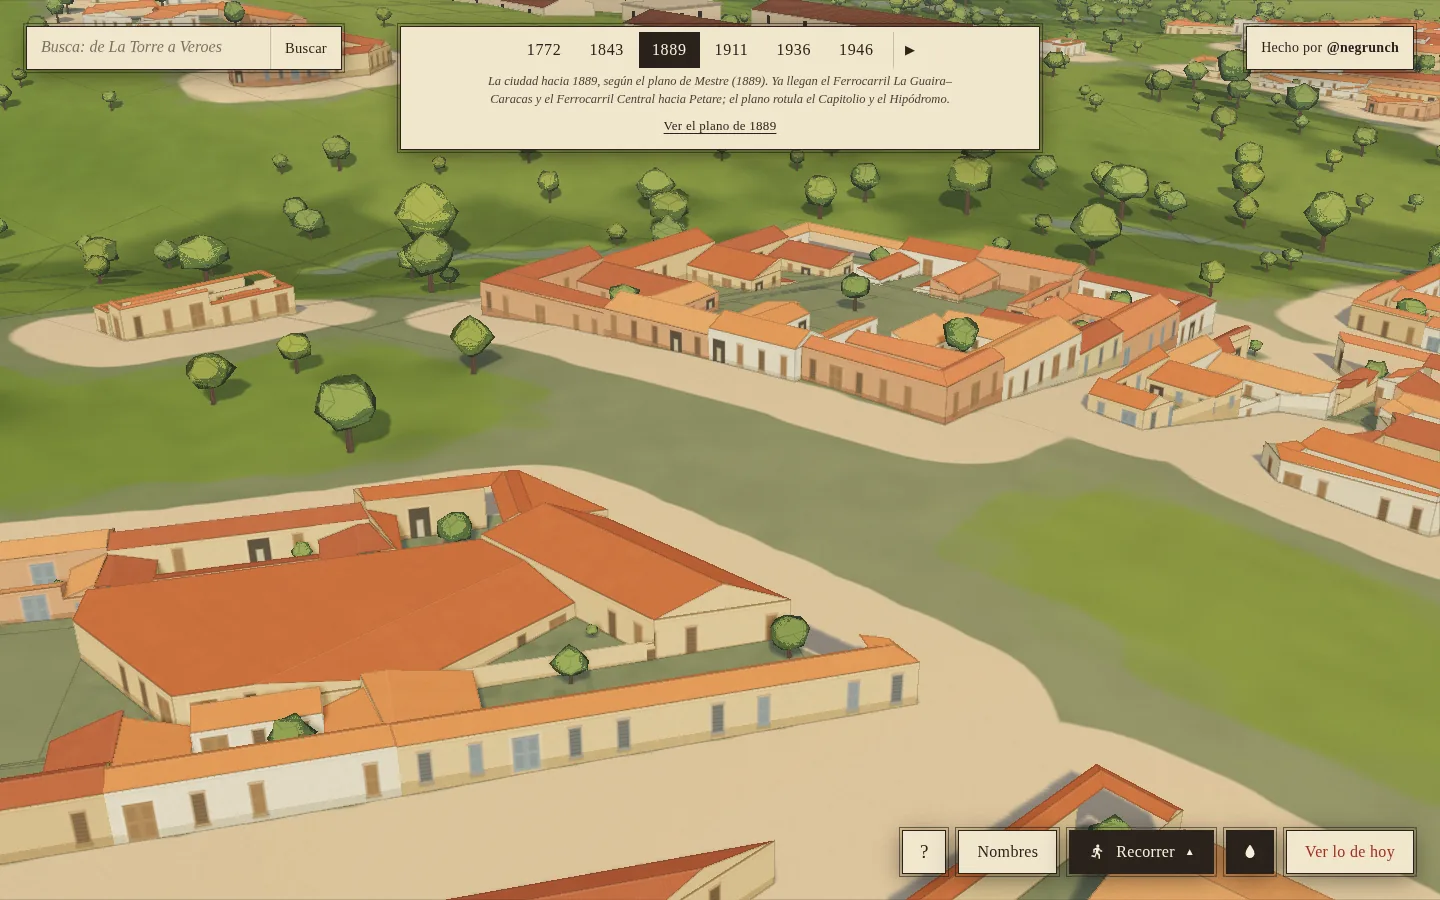 Busca: de La Torre a Veroes
Buscar
1772 1843 1889 1911 1936 1946 ▶
La ciudad hacia 1889, según el plano de Mestre (1889). Ya llegan el Ferrocarril La Guaira–
Caracas y el Ferrocarril Central hacia Petare; el plano rotula el Capitolio y el Hipódromo.
Ver el plano de 1889
Hecho por @negrunch
?
Nombres
Recorrer ▲
Ver lo de hoy